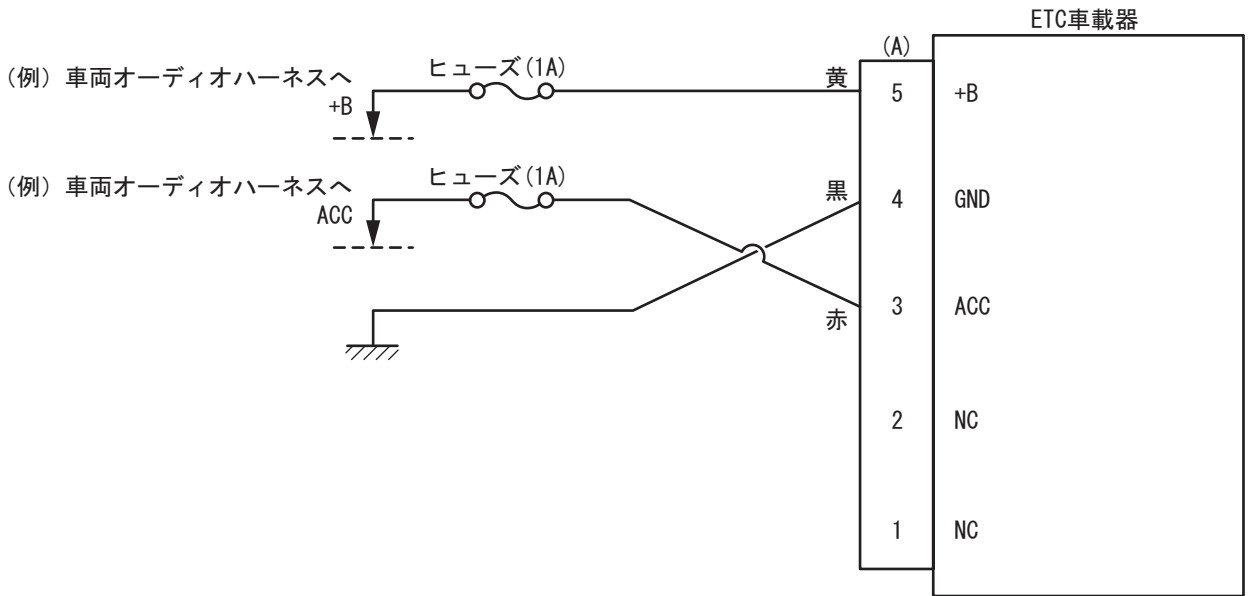 ETC車載器
(A)
(例) 車両オーディオハーネスへ
+B
ヒューズ(1A)
黄
5
+B
(例) 車両オーディオハーネスへ
ACC
ヒューズ(1A)
黒
4
GND
赤
3
ACC
2
NC
1
NC